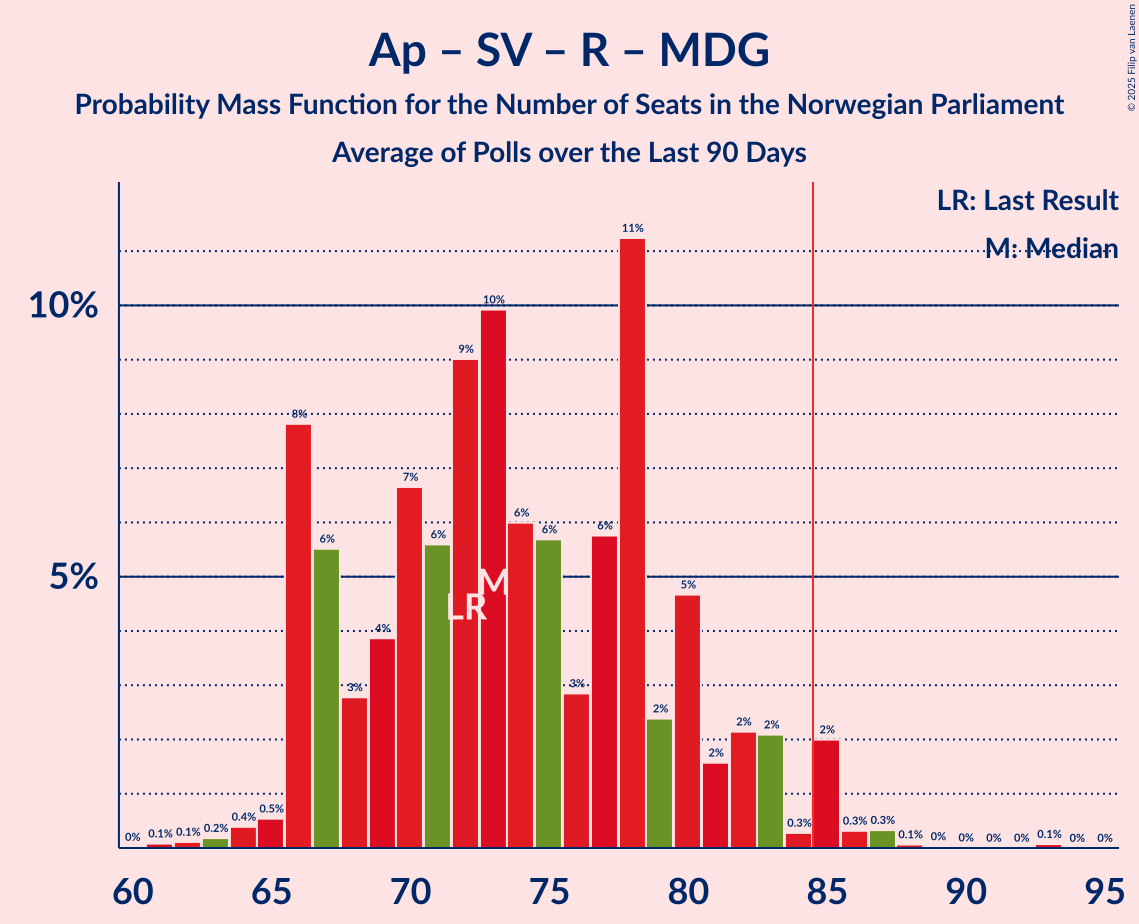 Ap – SV – R – MDG
Probability Mass Function for the Number of Seats in the Norwegian Parliament
Average of Polls over the Last 90 Days
© 2025 Filip van Laenen
LR: Last Result
M: Median
10%
5%
0% 0.1% 0.1% 0.2% 0.4% 0.5% 8% 6% 3% 4% 7% 6% 9% 10% 6% 6% 3% 6% 11% 2% 5% 2% 2% 2% 0.3% 2% 0.3% 0.3% 0.1% 0% 0% 0% 0% 0.1% 0% 0%
M
LR
60 65 70 75 80 85 90 95